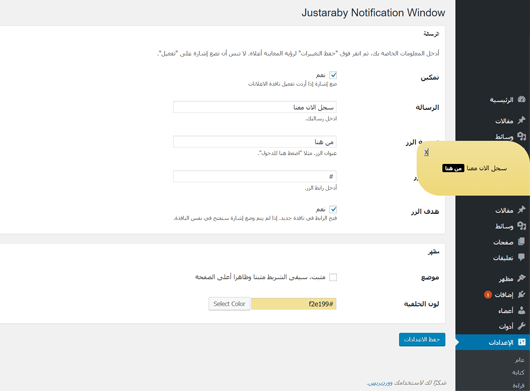 Justaraby Notification Window
الرسالة
أدخل المعلومات الخاصة بك، ثم انقر فوق "حفظ التغييرات" لرؤية المعاينة أعلاه. لا تنس أن تضع إشارة على "تفعيل".
تمكين
نعم
ضع إشارة إذا أردت تفعيل نافذة الاعلانات
الرسالة
سجل الان معنا
ادخل رسالتك.
الزر
من هنا
عنوان الزر. مثلا "اضغط هنا للدخول".
#
أدخل رابط الزر.
هدف الزر
نعم
فتح الرابط في نافذة جديد. إذا لم يتم وضع إشارة ستفتح في نفس النافذة.
مظهر
موضع
مثبت، سيبقى الشريط مثبتا وظاهرا أعلى الصفحة
لون الخلفية
#f2e199
Select Color
حفظ الاعدادات
شكرًا لك لاستخدامك ووردبريس.
x
سجل الان معنا
من هنا
الرئيسية
مقالات
وسائط
مقالات
وسائط
صفحات
تعليقات
مظهر
إضافات
1
أعضاء
أدوات
الإعدادات
عام
كتابة
قراءة